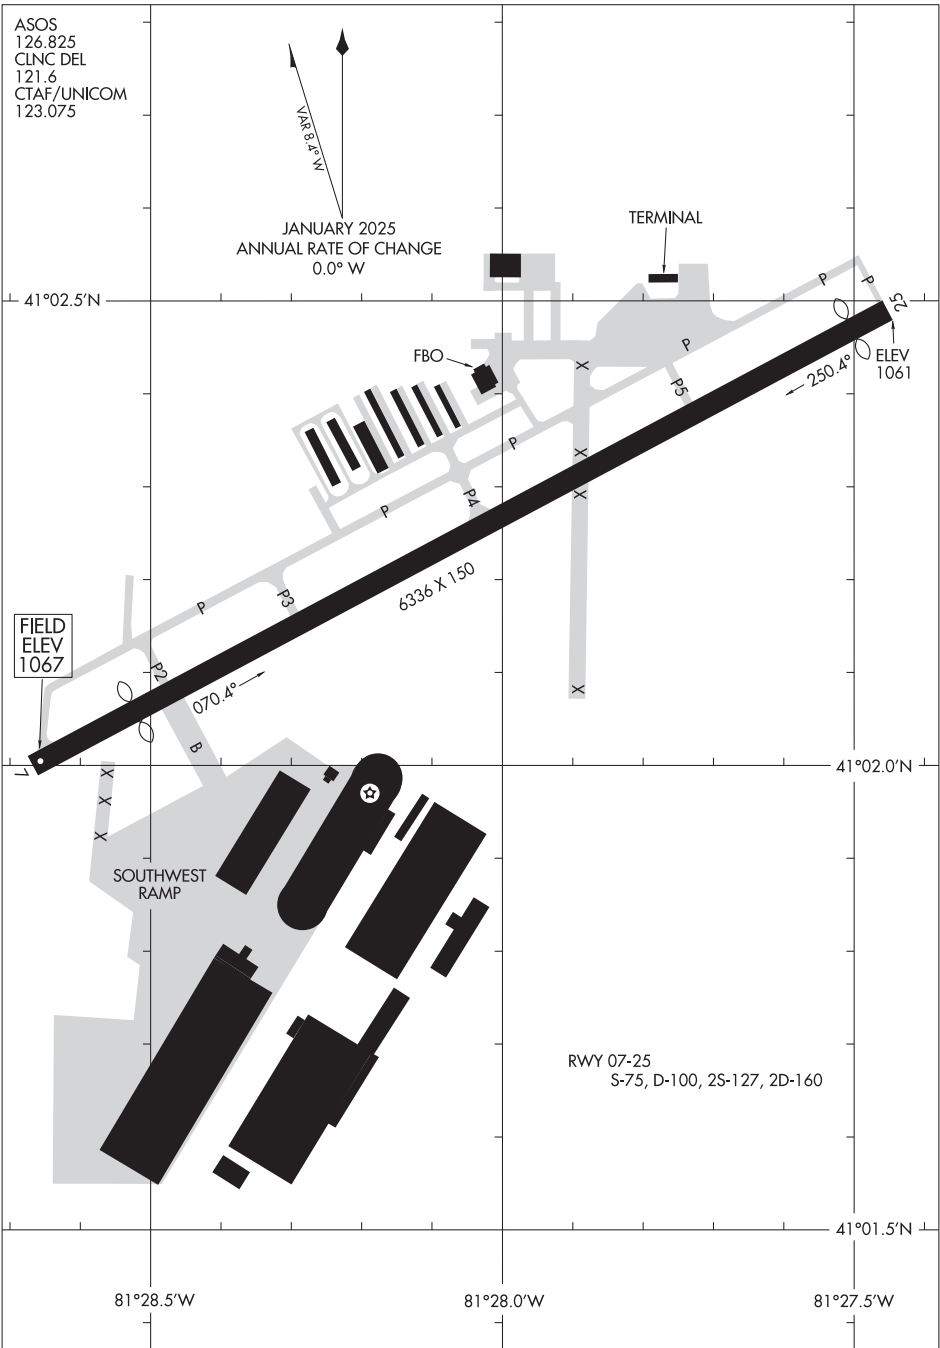 ASOS
126.825
CLNC DEL
121.6
CTAF/UNICOM
123.075
VAR 8.4° W
JANUARY 2025
ANNUAL RATE OF CHANGE
0.0° W
TERMINAL
41°02.5'N
P
P
25
FBO
P
ELEV
1061
250.4°
P5
X
P
X
X
P4
P
6336 X 150
P3
P
FIELD
ELEV
1067
P2
070.4°
X
B
7
41°02.0'N
X
X
X
SOUTHWEST
RAMP
RWY 07-25
S-75, D-100, 2S-127, 2D-160
41°01.5'N
81°28.5'W
81°28.0'W
81°27.5'W